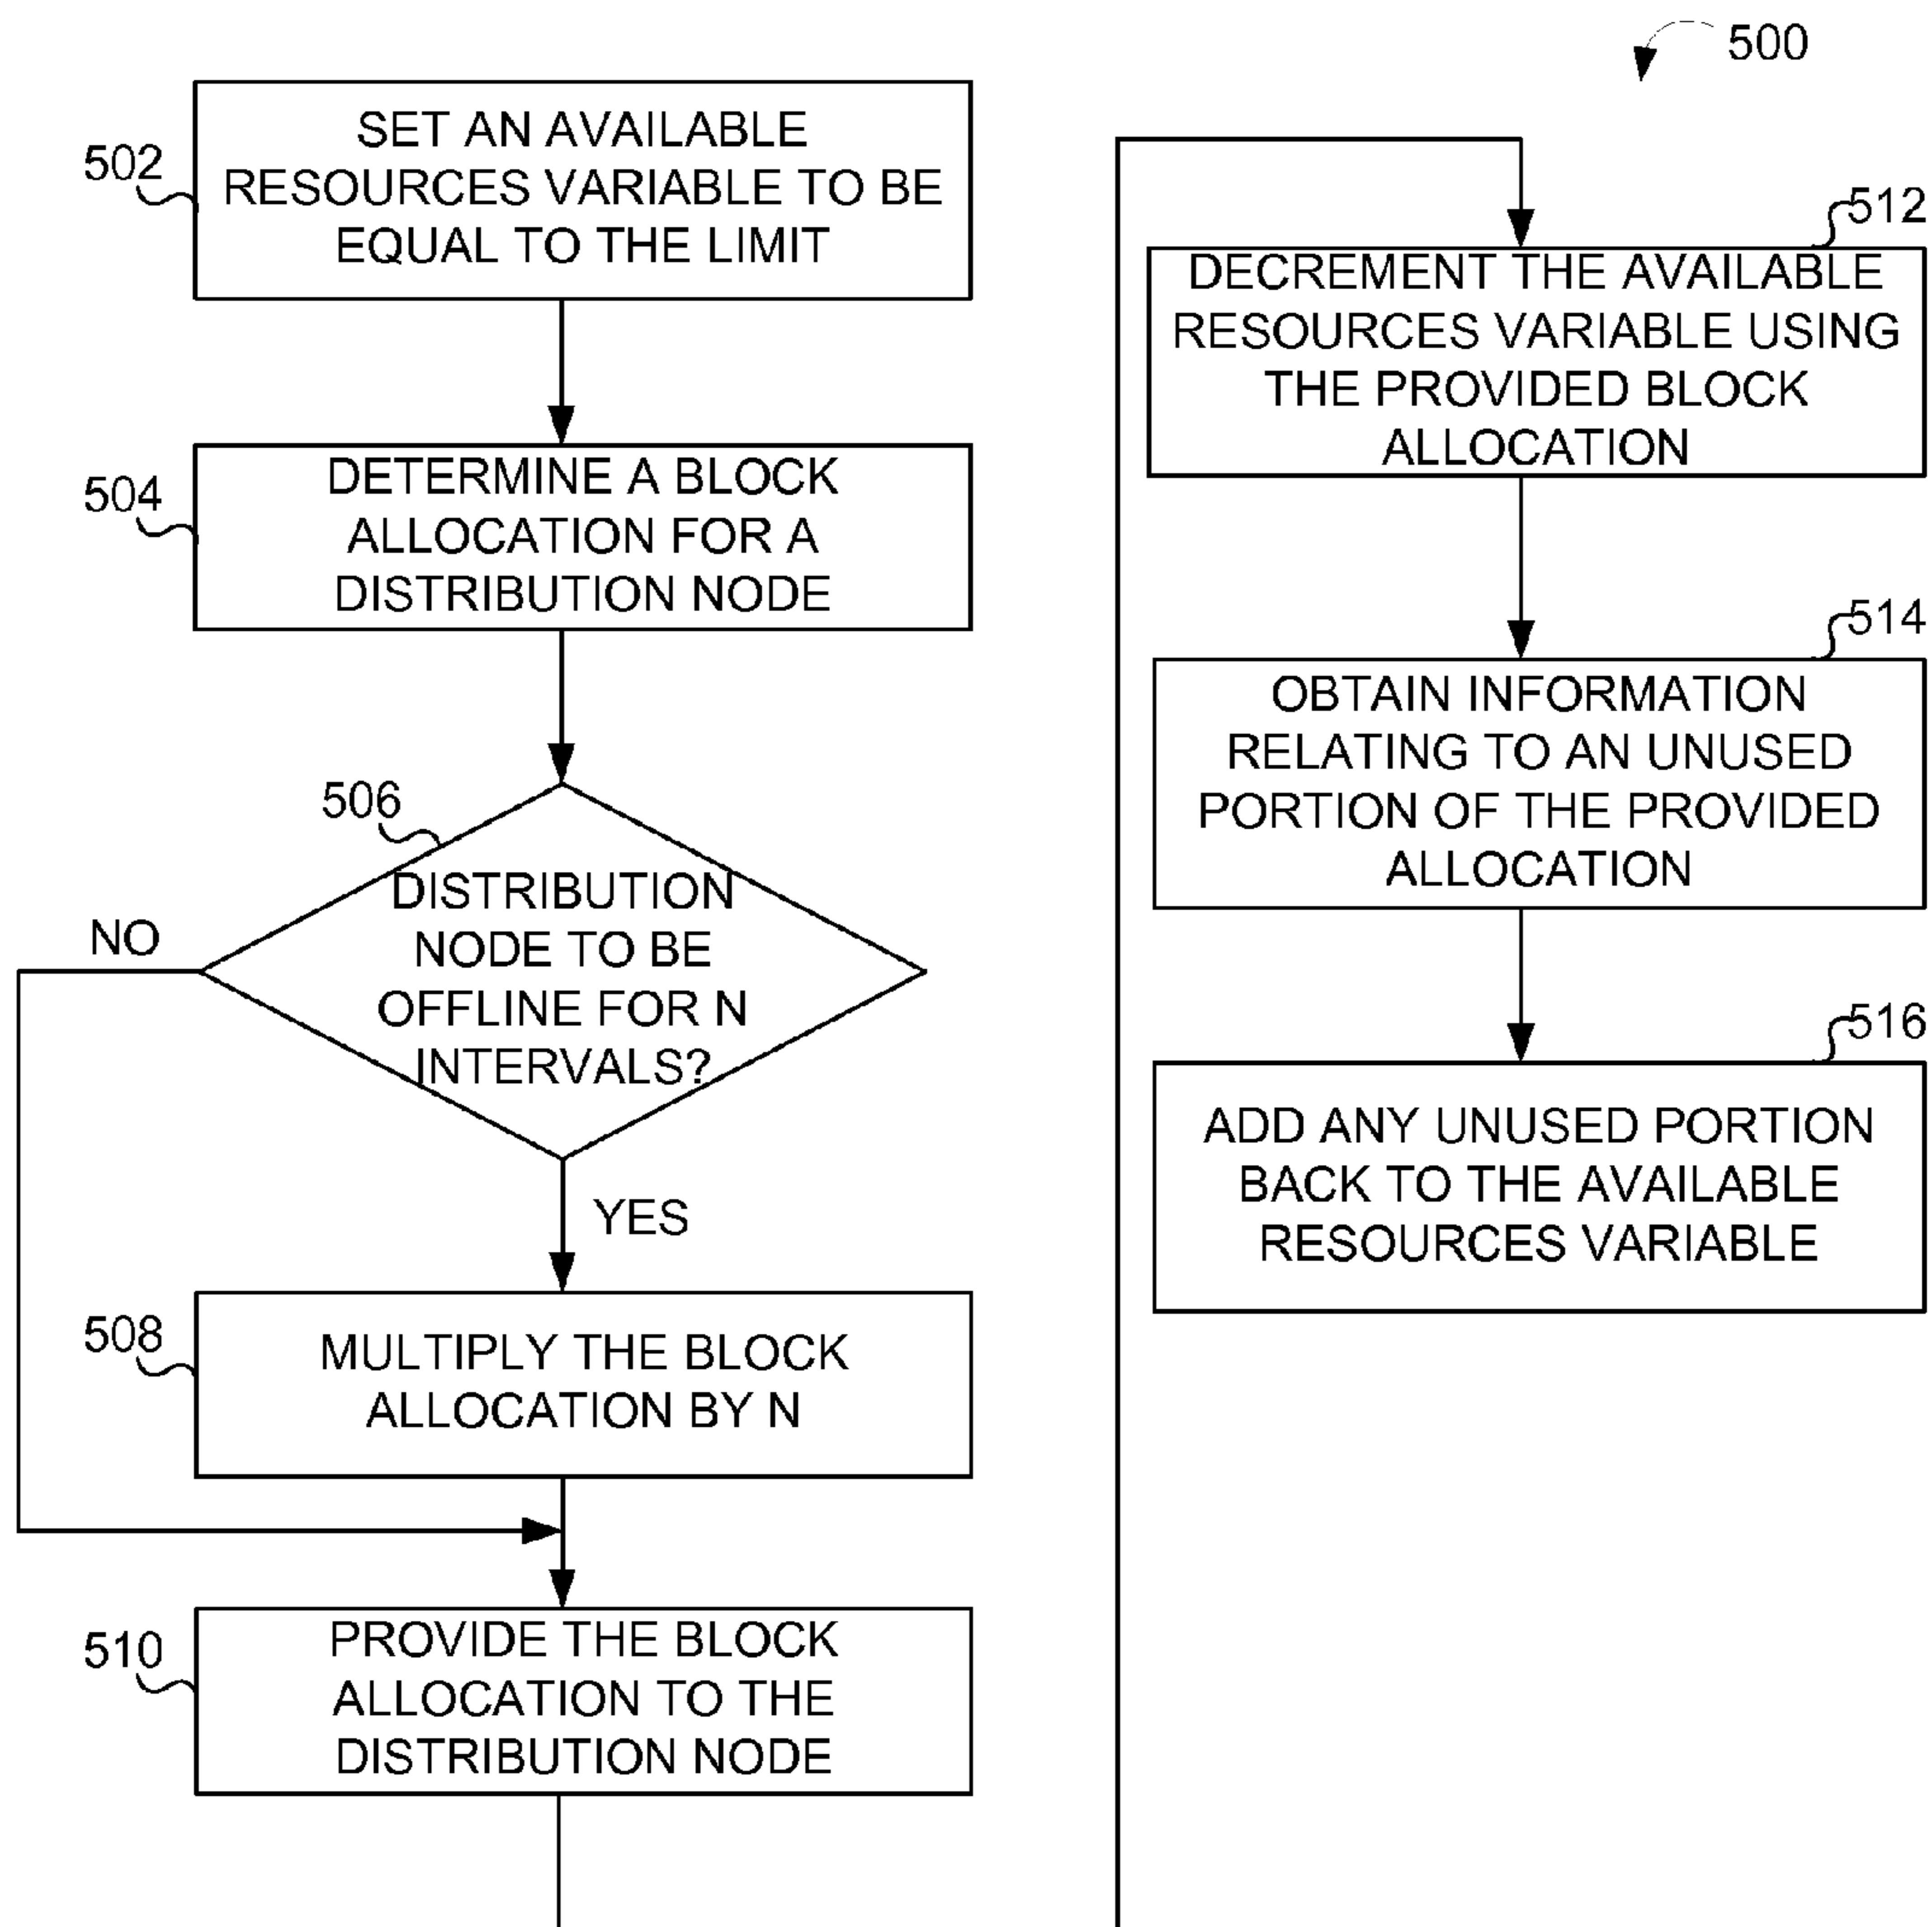 500
502
SET AN AVAILABLE
RESOURCES VARIABLE TO BE
EQUAL TO THE LIMIT
504
DETERMINE A BLOCK
ALLOCATION FOR A
DISTRIBUTION NODE
506
DISTRIBUTION
NODE TO BE
OFFLINE FOR N
INTERVALS?
NO
YES
508
MULTIPLY THE BLOCK
ALLOCATION BY N
510
PROVIDE THE BLOCK
ALLOCATION TO THE
DISTRIBUTION NODE
512
DECREMENT THE AVAILABLE
RESOURCES VARIABLE USING
THE PROVIDED BLOCK
ALLOCATION
514
OBTAIN INFORMATION
RELATING TO AN UNUSED
PORTION OF THE PROVIDED
ALLOCATION
516
ADD ANY UNUSED PORTION
BACK TO THE AVAILABLE
RESOURCES VARIABLE